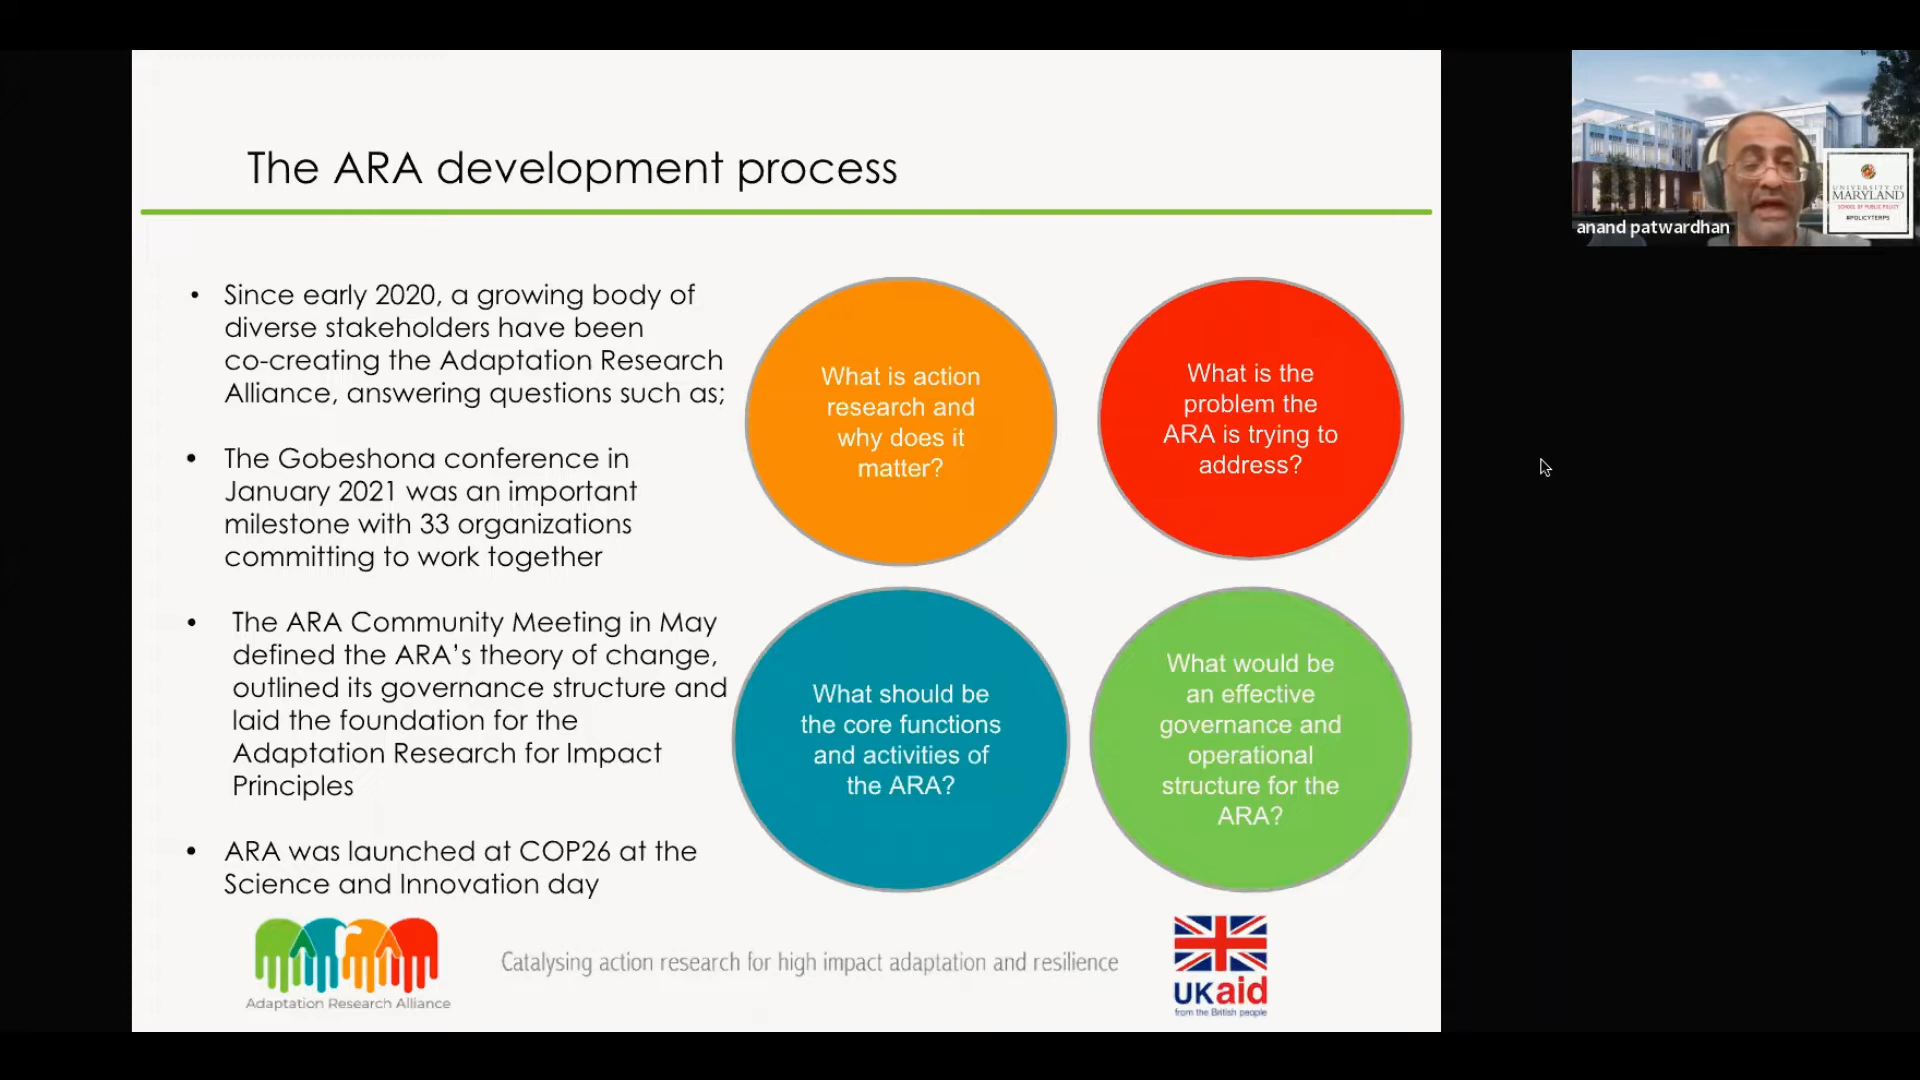 The ARA development process
• Since early 2020, a growing body of
diverse stakeholders have been
co-creating the Adaptation Research
Alliance, answering questions such as;
• The Gobeshona conference in
January 2021 was an important
milestone with 33 organizations
committing to work together
• The ARA Community Meeting in May
defined the ARA’s theory of change,
outlined its governance structure and
laid the foundation for the
Adaptation Research for Impact
Principles
• ARA was launched at COP26 at the
Science and Innovation day
What is action
research and
why does it
matter?
What is the
problem the
ARA is trying to
address?
What should be
the core functions
and activities of
the ARA?
What would be
an effective
governance and
operational
structure for the
ARA?
Adaptation Research Alliance
Catalysing action research for high impact adaptation and resilience
UKaid
from the British people
anand patwardhan
UNIVERSITY OF
MARYLAND
SCHOOL OF PUBLIC POLICY
#POLICYTERPS